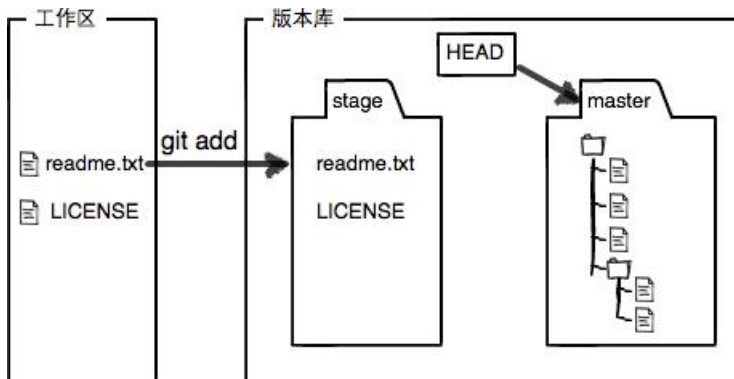 工作区
版本库
HEAD
stage
master
git add
readme.txt
readme.txt
LICENSE
LICENSE